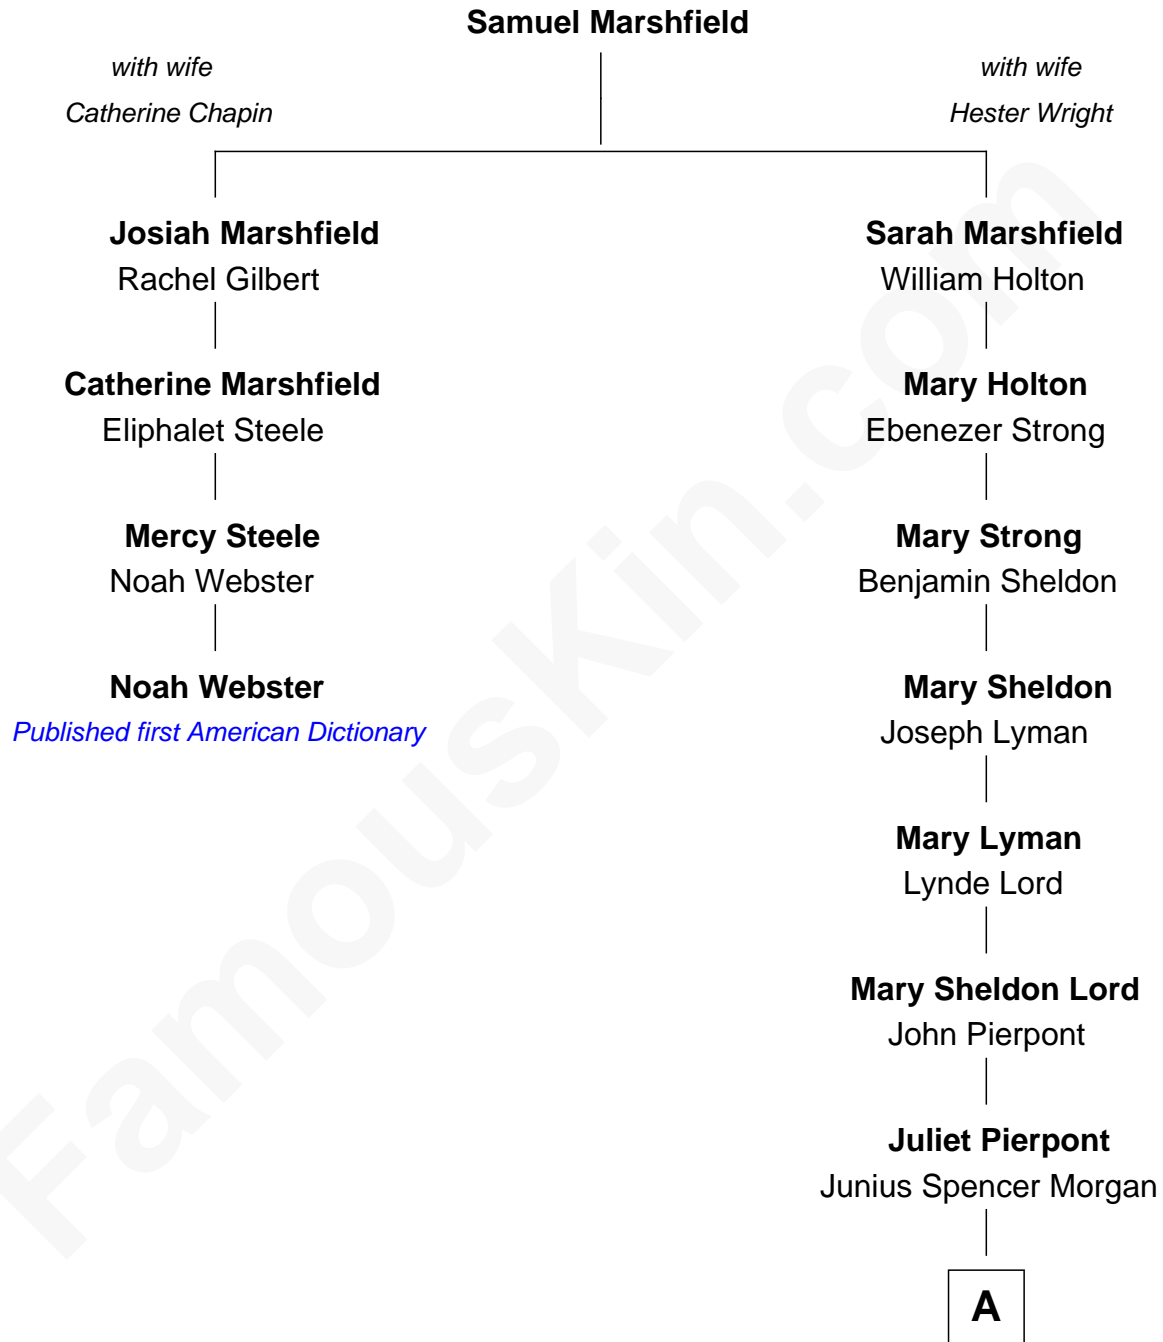 Samuel Marshfield
with wife
Catherine Chapin
with wife
Hester Wright
Josiah Marshfield
Rachel Gilbert
Catherine Marshfield
Eliphalet Steele
Mercy Steele
Noah Webster
Noah Webster
Published first American Dictionary
Sarah Marshfield
William Holton
Mary Holton
Ebenezer Strong
Mary Strong
Benjamin Sheldon
Mary Sheldon
Joseph Lyman
Mary Lyman
Lynde Lord
Mary Sheldon Lord
John Pierpont
Juliet Pierpont
Junius Spencer Morgan
A
FamousKin.com